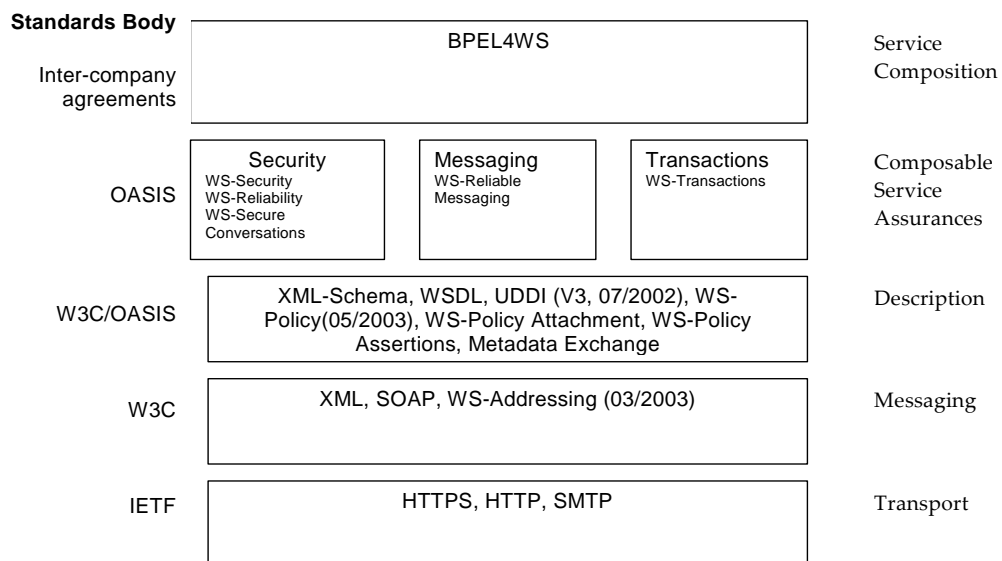 Standards Body
Inter-company
agreements
BPEL4WS
Service
Composition
OASIS
Security
WS-Security
WS-Reliability
WS-Secure
Conversations
Messaging
WS-Reliable
Messaging
Transactions
WS-Transactions
Composable
Service
Assurances
W3C/OASIS
XML-Schema, WSDL, UDDI (V3, 07/2002), WS-
Policy(05/2003), WS-Policy Attachment, WS-Policy
Assertions, Metadata Exchange
Description
W3C
XML, SOAP, WS-Addressing (03/2003)
Messaging
IETF
HTTPS, HTTP, SMTP
Transport